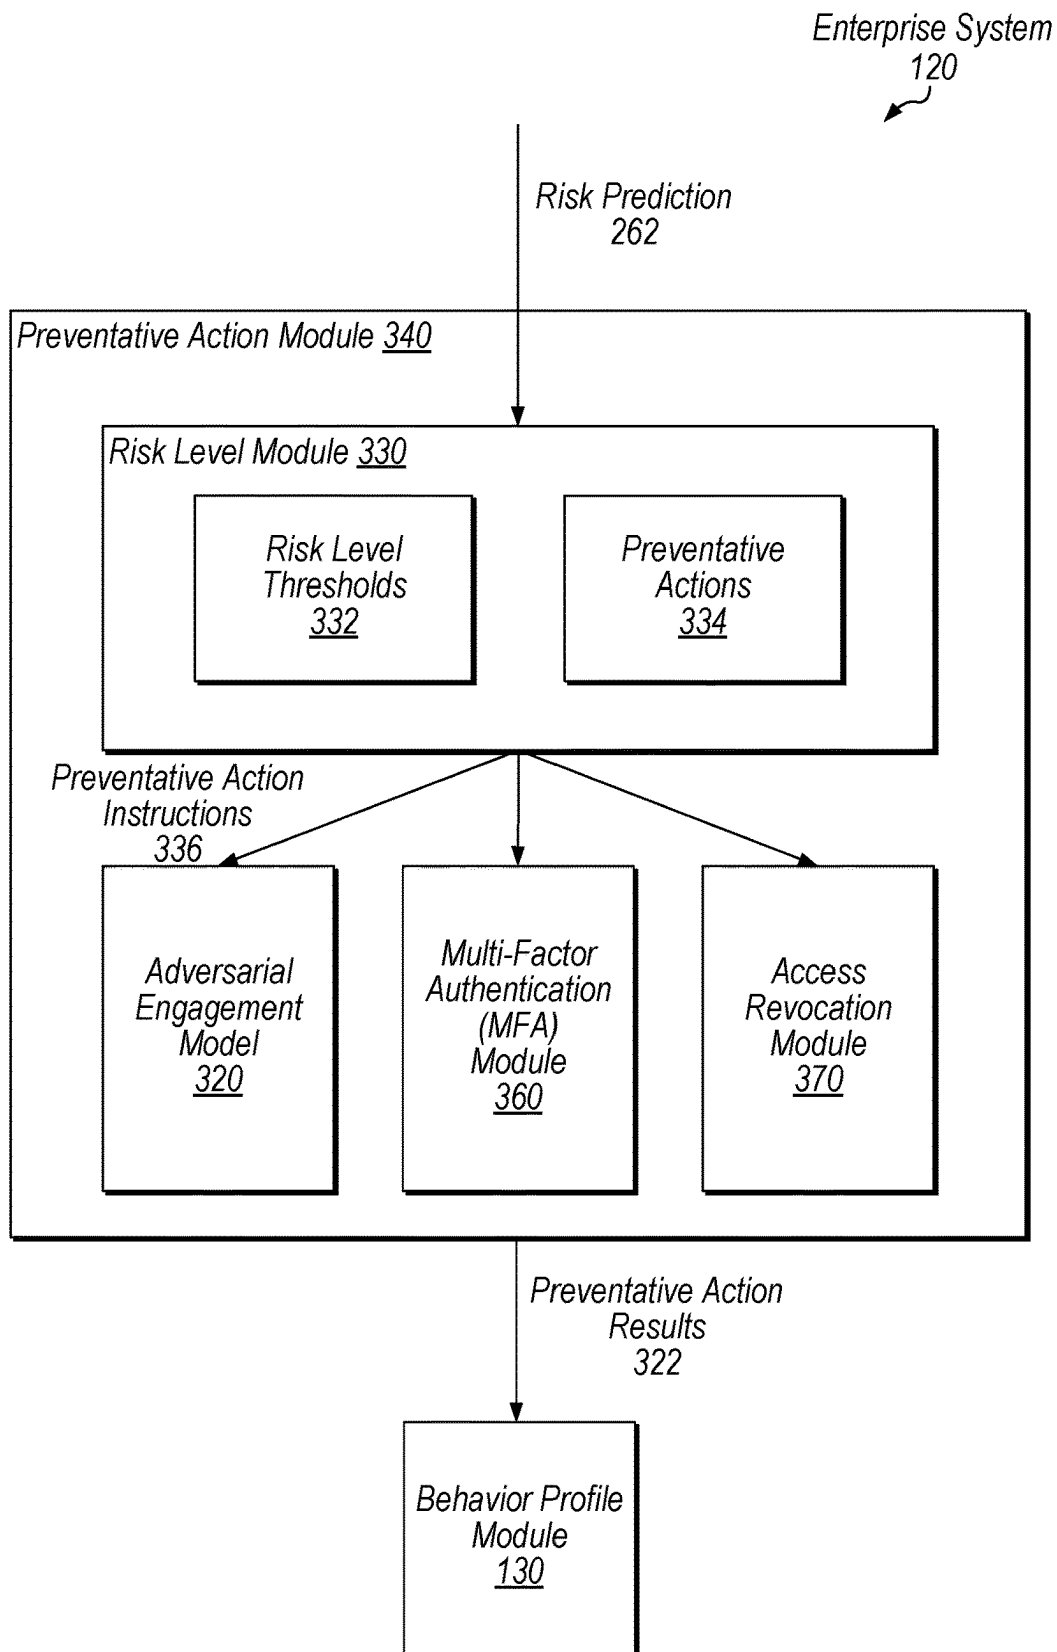 Enterprise System
120
Risk Prediction
262
Preventative Action Module 340
Risk Level Module 330
Risk Level
Thresholds
332
Preventative
Actions
334
Preventative Action
Instructions
336
Adversarial
Engagement
Model
320
Multi-Factor
Authentication
(MFA)
Module
360
Access
Revocation
Module
370
Preventative Action
Results
322
Behavior Profile
Module
130